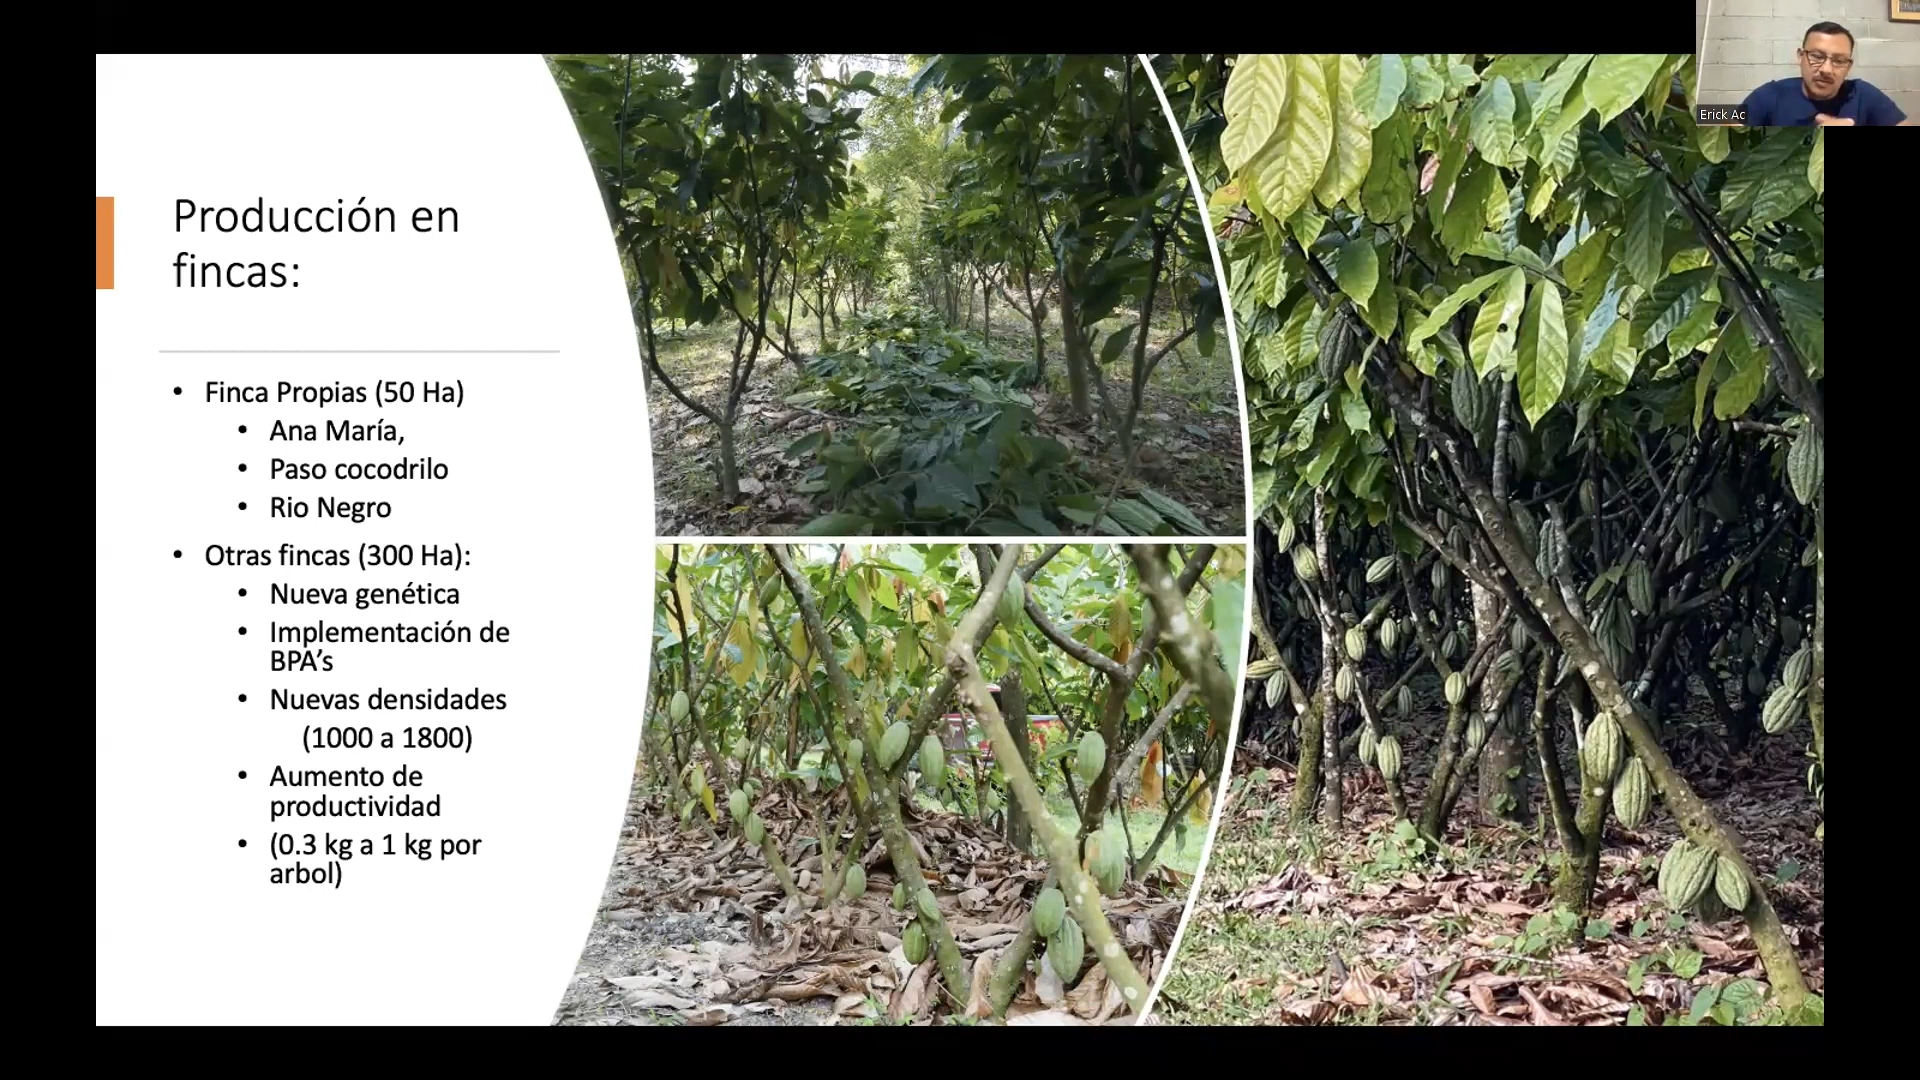 Erick Ac
Producción en
fincas:
• Finca Propias (50 Ha)
• Ana María,
• Paso cocodrilo
• Rio Negro
• Otras fincas (300 Ha):
• Nueva genética
• Implementación de
BPA’s
• Nuevas densidades
(1000 a 1800)
• Aumento de
productividad
• (0.3 kg a 1 kg por
arbol)